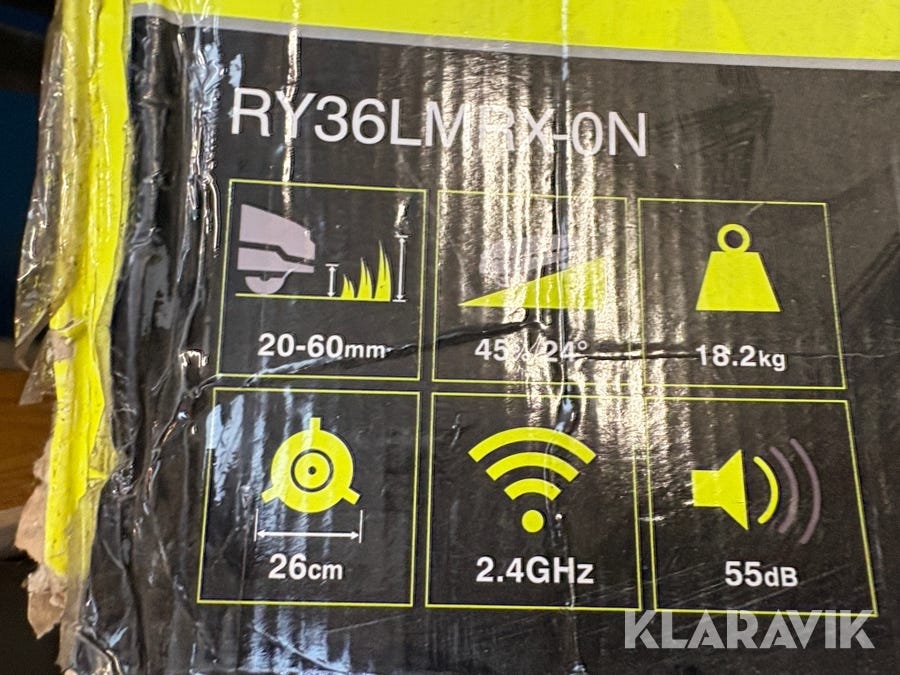 RY36LMRX-0N
20-60mm
45% 24°
18.2kg
26cm
2.4GHz
55dB
KLARAVIK